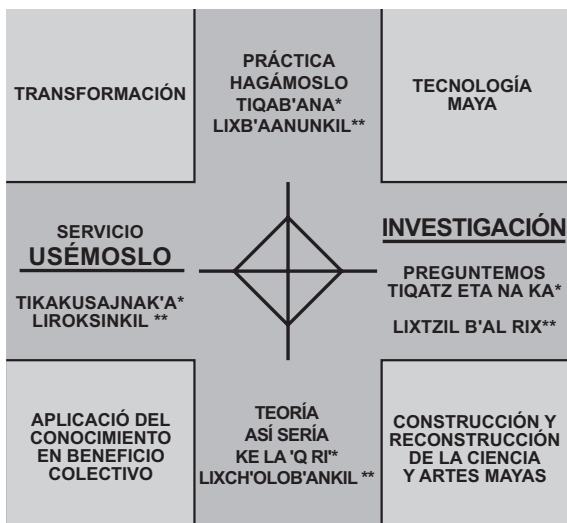 TRANSFORMACIÓN
PRÁCTICA
HAGÁMOSLO
TIQAB'ANA*
LIXB'AANUNKIL**
TECNOLOGÍA
MAYA
SERVICIO
USÉMOSLO
TIKAKUSAJNAK'A*
LIROKSINKIL **
INVESTIGACIÓN
PREGUNTEMOS
TIQATZ ETA NA KA*
LIXTZIL B'AL RIX**
APLICACIÓ DEL
CONOCIMIENTO
EN BENEFICIO
COLECTIVO
TEORÍA
ASÍ SERÍA
KE LA 'Q RI'*
LIXCH'OLOB'ANKIL **
CONSTRUCCIÓN Y
RECONSTRUCCIÓN
DE LA CIENCIA
Y ARTES MAYAS